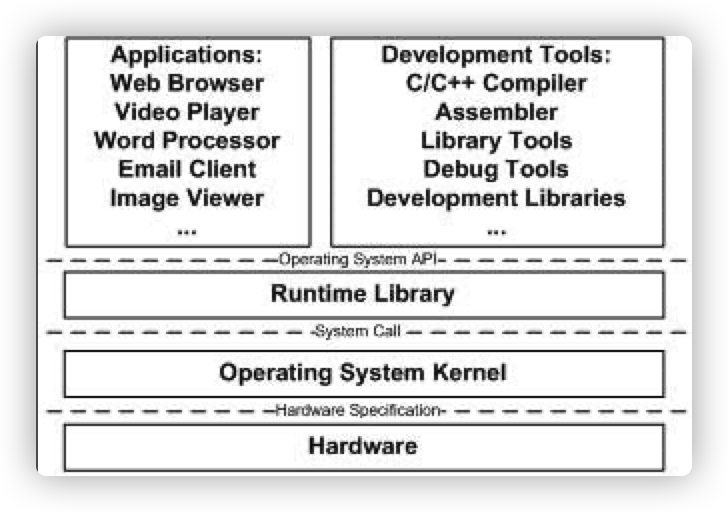 Applications:
Web Browser
Video Player
Word Processor
Email Client
Image Viewer
...
Development Tools:
C/C++ Compiler
Assembler
Library Tools
Debug Tools
Development Libraries
...
Operating System API
Runtime Library
System Call
Operating System Kernel
Hardware Specification
Hardware